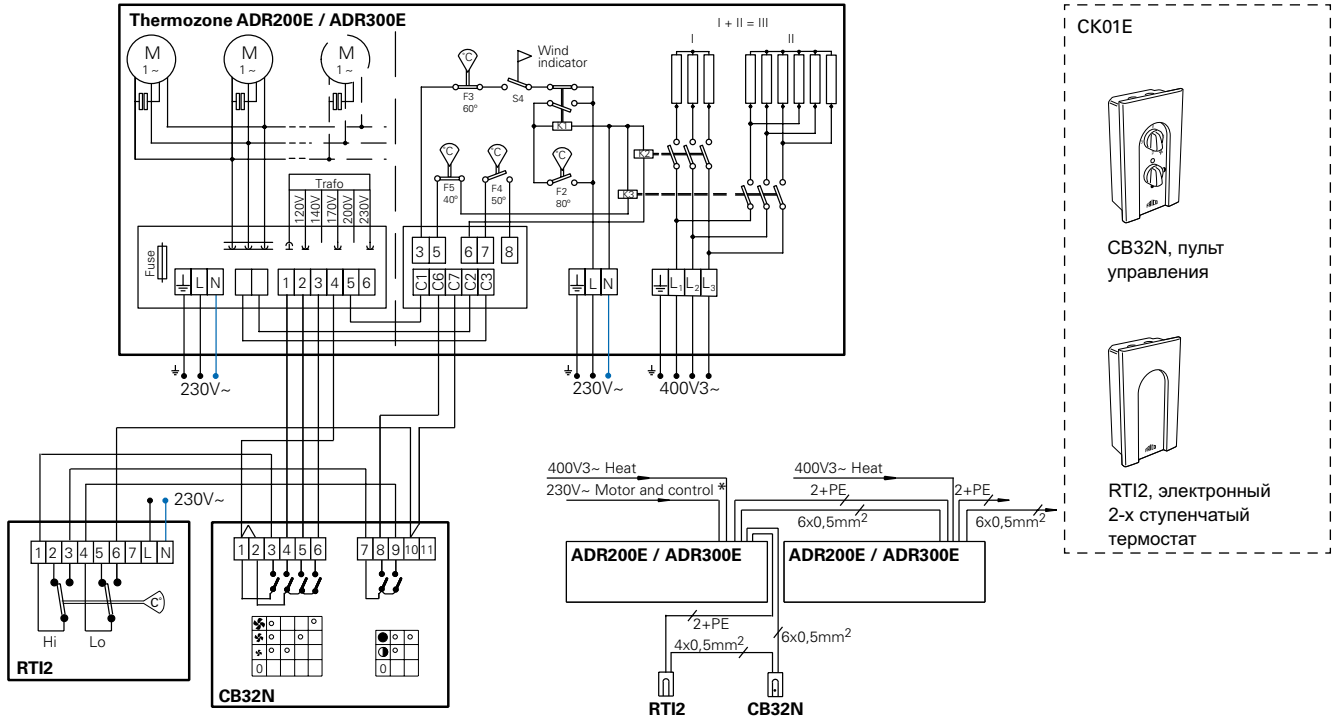 Thermozone ADR200E / ADR300E
M
1 ~
M
1 ~
M
1 ~
°C
F3
60°
S4
Wind
indicator
K1
°C
F5
40°
°C
F4
50°
°C
F2
80°
I + II = III
I
II
K2
K3
Trafo
120V
140V
170V
200V
230V
Fuse
L N
1 2 3 4 5 6
3 5 6 7 8
C1 C6 C7 C2 C3
L N
L1 L2 L3
230V~
230V~
400V3~
230V~
1 2 3 4 5 6 7 L N
C°
Hi
Lo
RTI2
1 2 3 4 5 6
7 8 9 10 11
0
0
CB32N
400V3~ Heat
230V~ Motor and control *
400V3~ Heat
2+PE
6x0,5mm2
2+PE
6x0,5mm2
ADR200E / ADR300E
ADR200E / ADR300E
2+PE
4x0,5mm2
6x0,5mm2
RTI2
CB32N
CK01E
CB32N, пульт
управления
RTI2, электронный
2-х ступенчатый
термостат